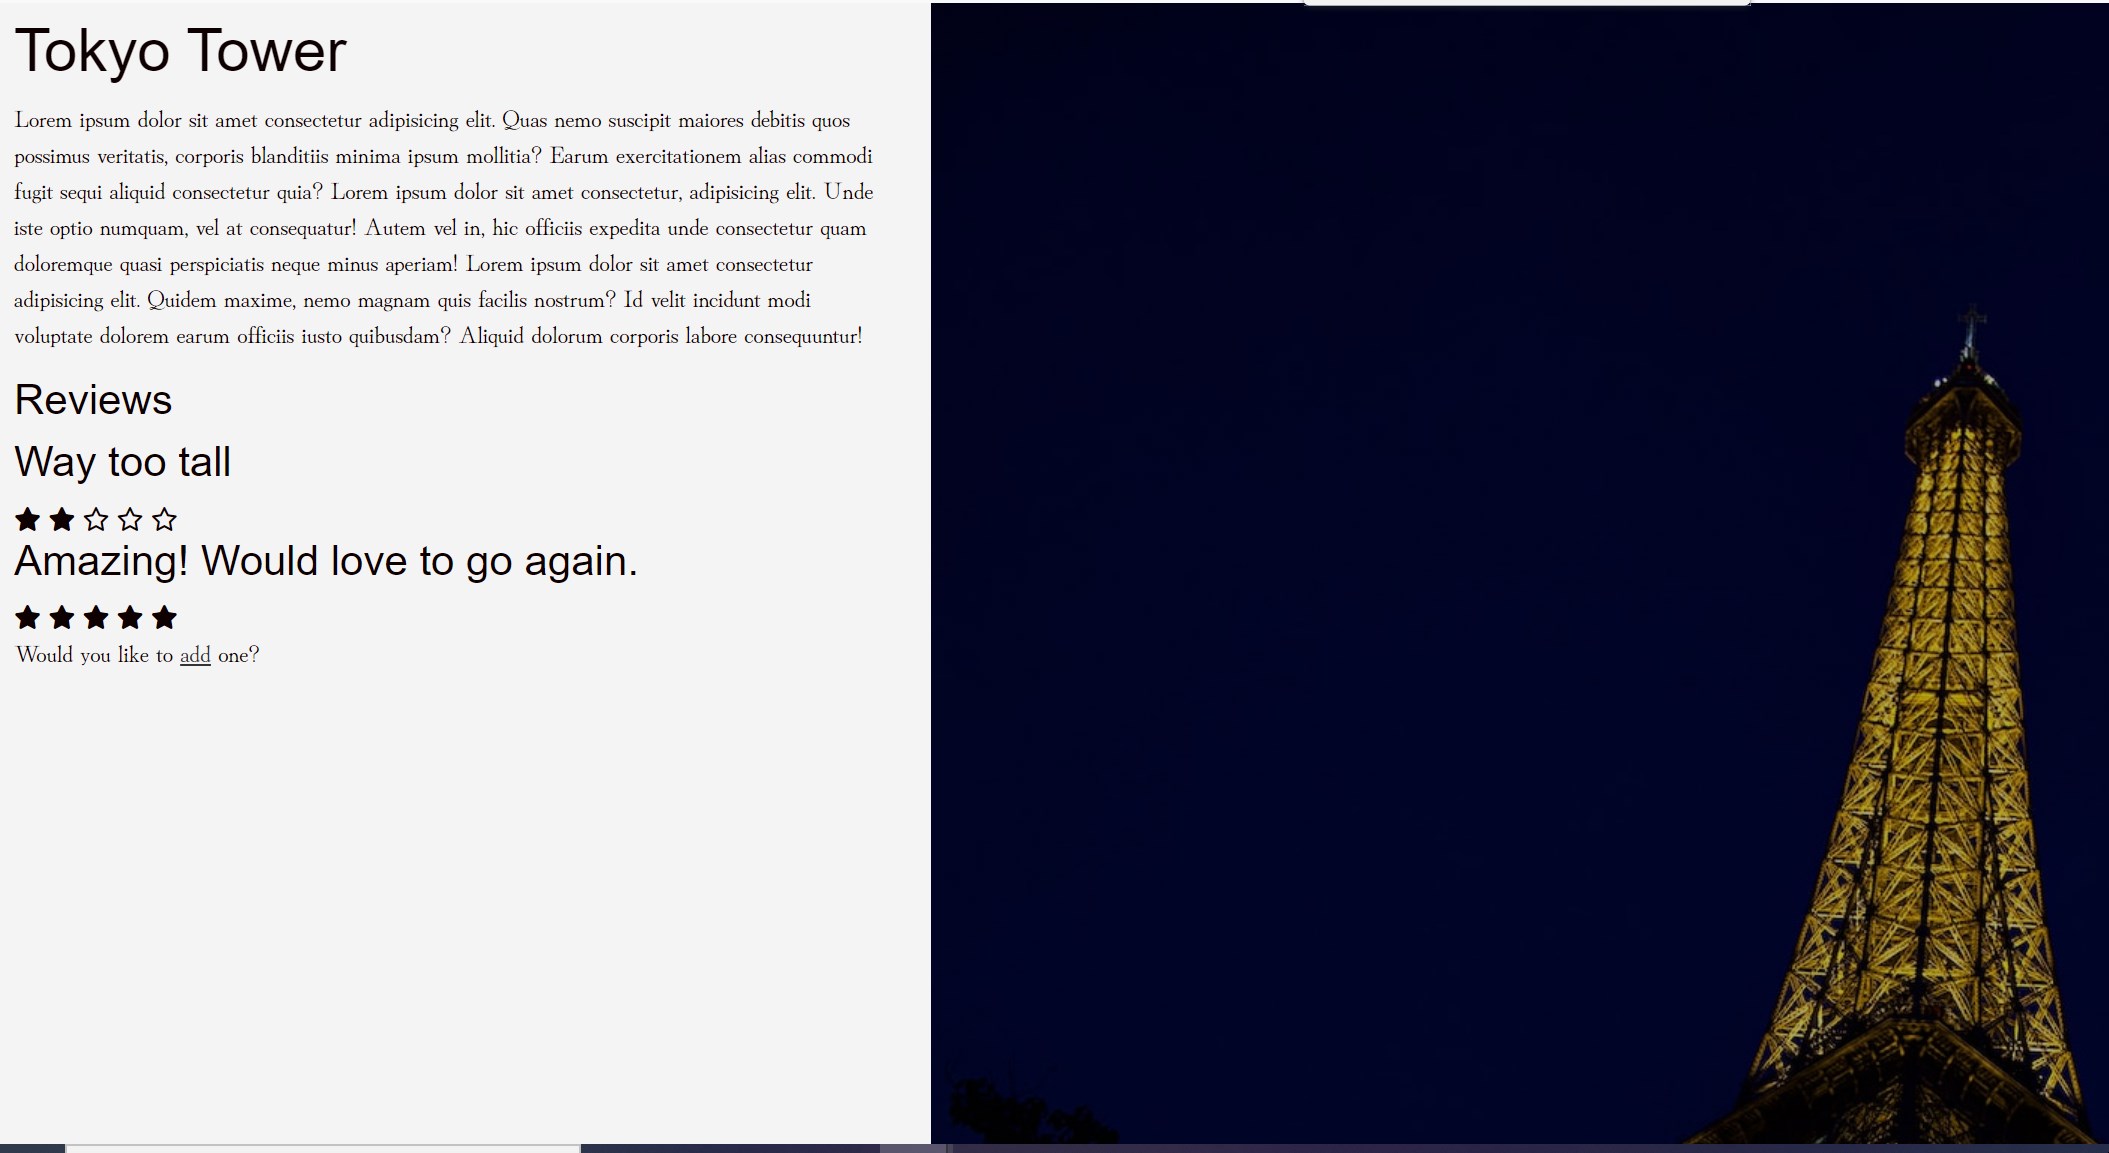 Tokyo Tower
Lorem ipsum dolor sit amet consectetur adipisicing elit. Quas nemo suscipit maiores debitis quos
possimus veritatis, corporis blanditiis minima ipsum mollitia? Earum exercitationem alias commodi
fugit sequi aliquid consectetur quia? Lorem ipsum dolor sit amet consectetur, adipisicing elit. Unde
iste optio numquam, vel at consequatur! Autem vel in, hic officiis expedita unde consectetur quam
doloremque quasi perspiciatis neque minus aperiam! Lorem ipsum dolor sit amet consectetur
adipisicing elit. Quidem maxime, nemo magnam quis facilis nostrum? Id velit incidunt modi
voluptate dolorem earum officiis iusto quibusdam? Aliquid dolorum corporis labore consequuntur!
Reviews
Way too tall
Amazing! Would love to go again.
Would you like to add one?